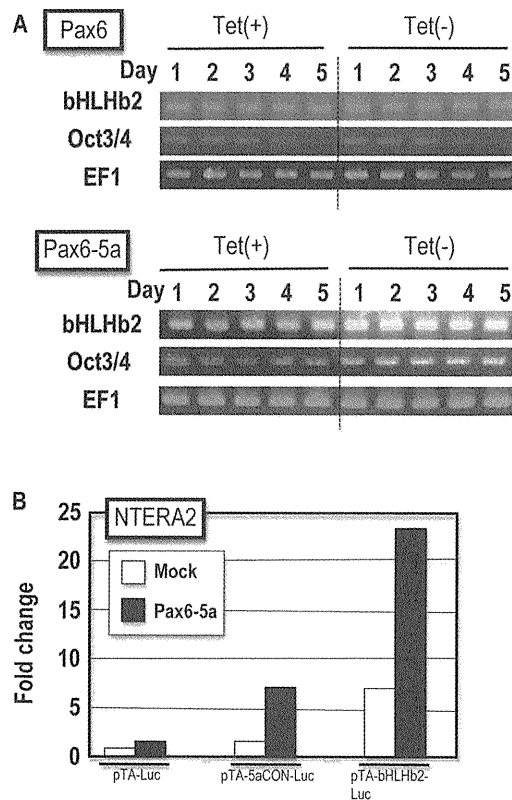 A
Pax6
Tet(+) Tet(-)
Day 1 2 3 4 5 1 2 3 4 5
bHLHb2
Oct3/4
EF1
Pax6-5a
Tet(+) Tet(-)
Day 1 2 3 4 5 1 2 3 4 5
bHLHb2
Oct3/4
EF1
B
NTERA2
Fold change
25
20
15
10
5
0
Mock
Pax6-5a
pTA-Luc pTA-5aCON-Luc pTA-bHLHb2-
Luc